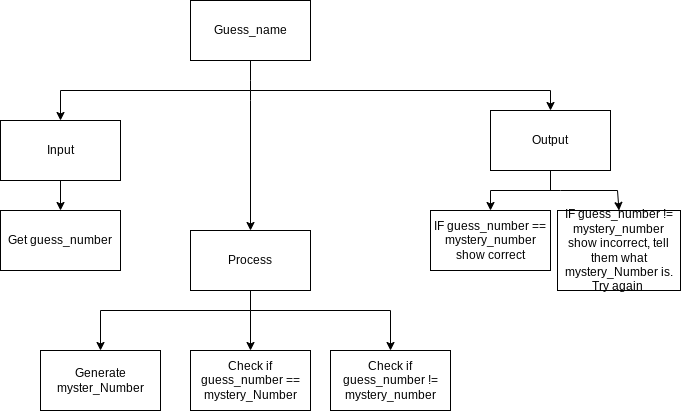 Guess_name
Input
Output
Get guess_number
Process
IF guess_number ==
mystery_number
show correct
IF guess_number !=
mystery_number
show incorrect, tell
them what
mystery_Number is.
Try again
Generate
myster_Number
Check if
guess_number ==
mystery_Number
Check if
guess_number !=
mystery_number